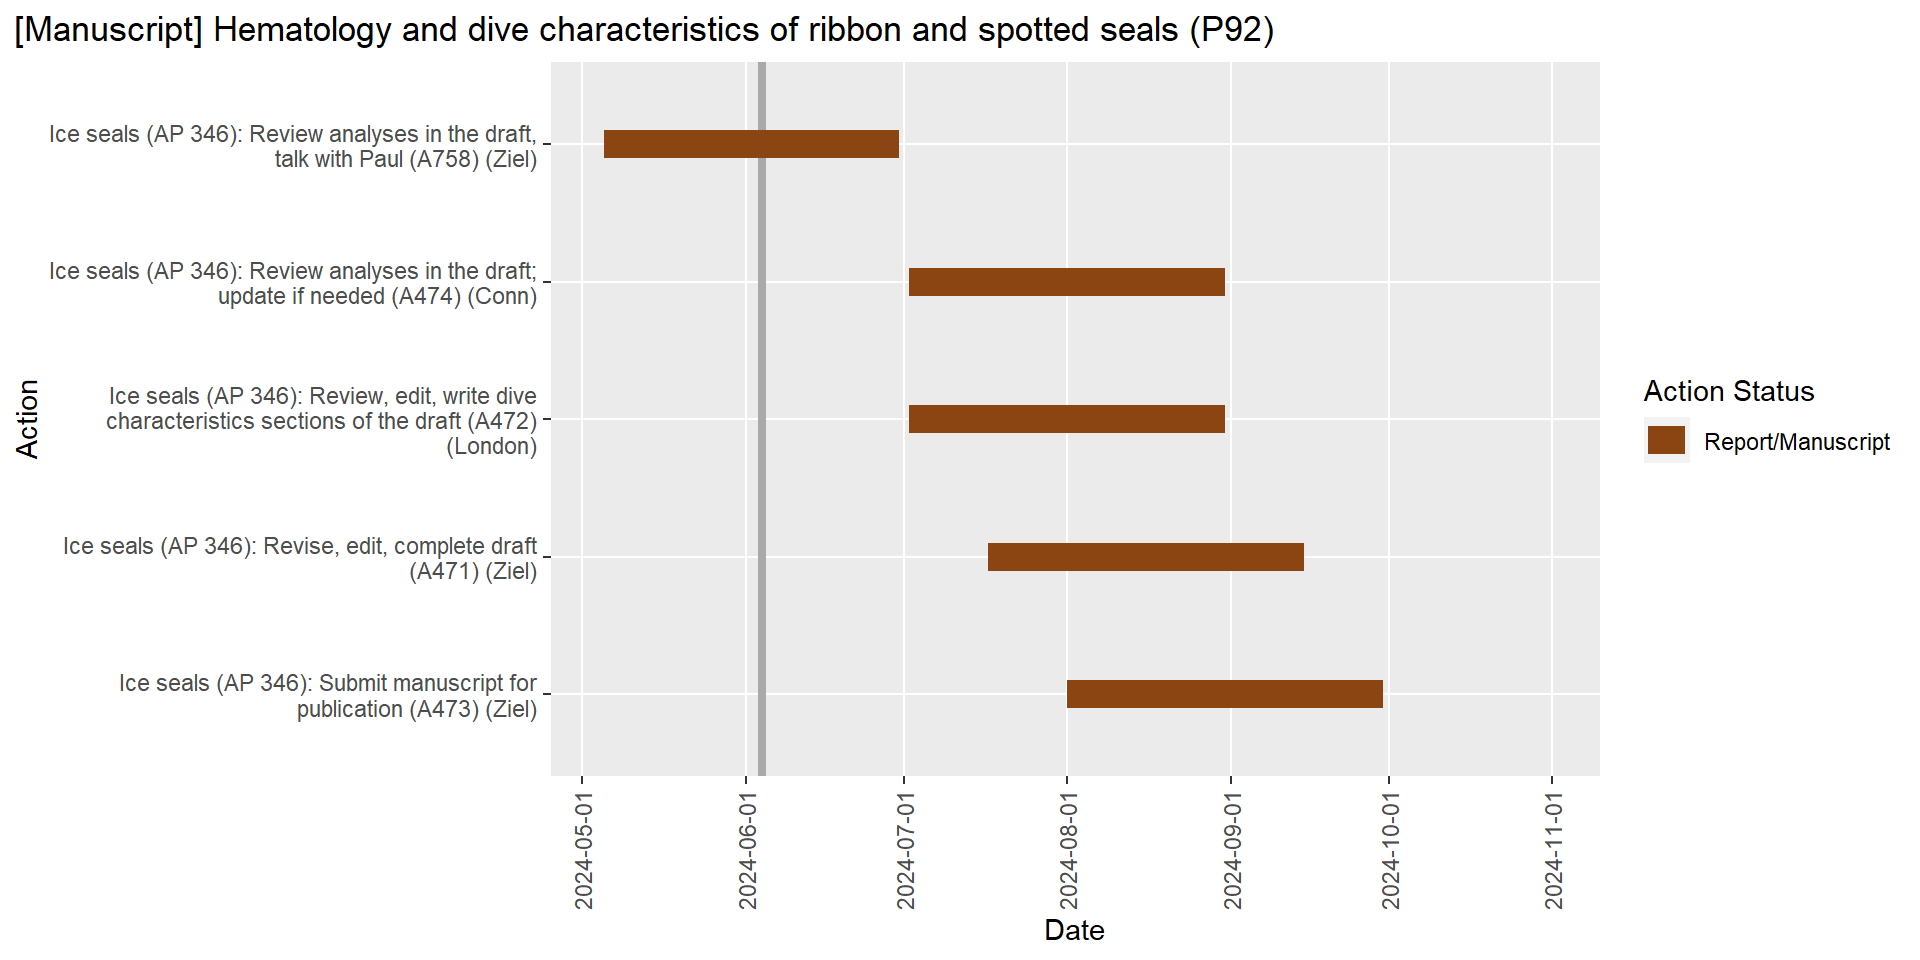 [Manuscript] Hematology and dive characteristics of ribbon and spotted seals (P92)
Ice seals (AP 346): Review analyses in the draft,
talk with Paul (A758) (Ziel)
Ice seals (AP 346): Review analyses in the draft;
update if needed (A474) (Conn)
Ice seals (AP 346): Review, edit, write dive
characteristics sections of the draft (A472)
(London)
Ice seals (AP 346): Revise, edit, complete draft
(A471) (Ziel)
Ice seals (AP 346): Submit manuscript for
publication (A473) (Ziel)
Action
2024-05-01
2024-06-01
2024-07-01
2024-08-01
2024-09-01
2024-10-01
2024-11-01
Date
Action Status
Report/Manuscript